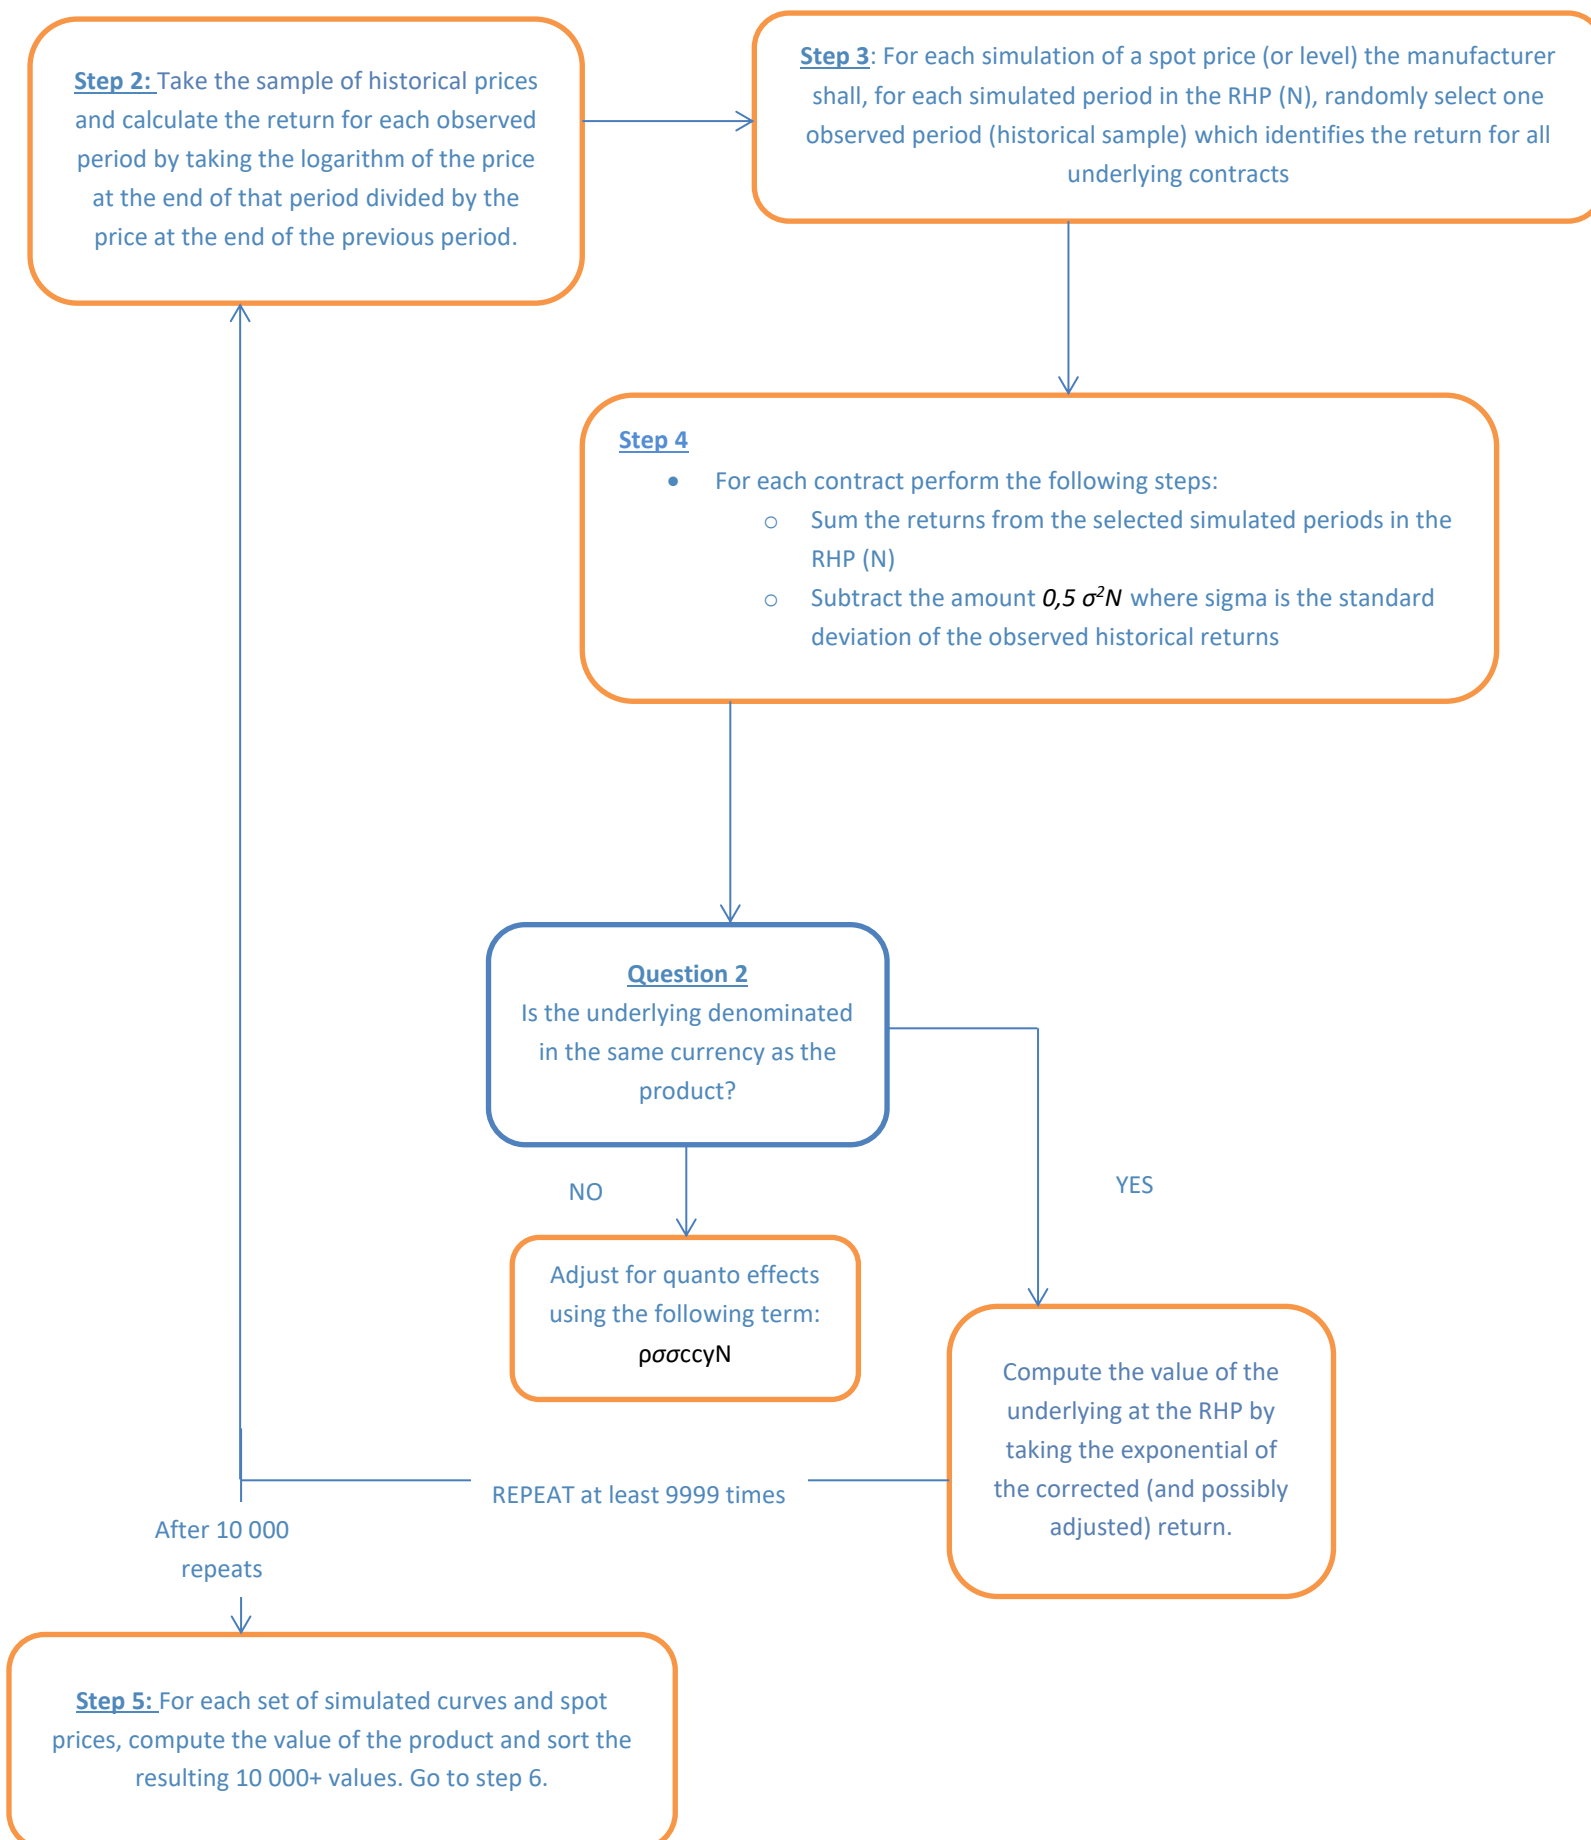 Step 2: Take the sample of historical prices
and calculate the return for each observed
period by taking the logarithm of the price
at the end of that period divided by the
price at the end of the previous period.
Step 3: For each simulation of a spot price (or level) the manufacturer
shall, for each simulated period in the RHP (N), randomly select one
observed period (historical sample) which identifies the return for all
underlying contracts
Step 4
• For each contract perform the following steps:
o Sum the returns from the selected simulated periods in the
RHP (N)
o Subtract the amount 0,5 σ²N where sigma is the standard
deviation of the observed historical returns
Question 2
Is the underlying denominated
in the same currency as the
product?
NO
YES
Adjust for quanto effects
using the following term:
ρσσccyN
Compute the value of the
underlying at the RHP by
taking the exponential of
the corrected (and possibly
adjusted) return.
REPEAT at least 9999 times
After 10 000
repeats
Step 5: For each set of simulated curves and spot
prices, compute the value of the product and sort the
resulting 10 000+ values. Go to step 6.